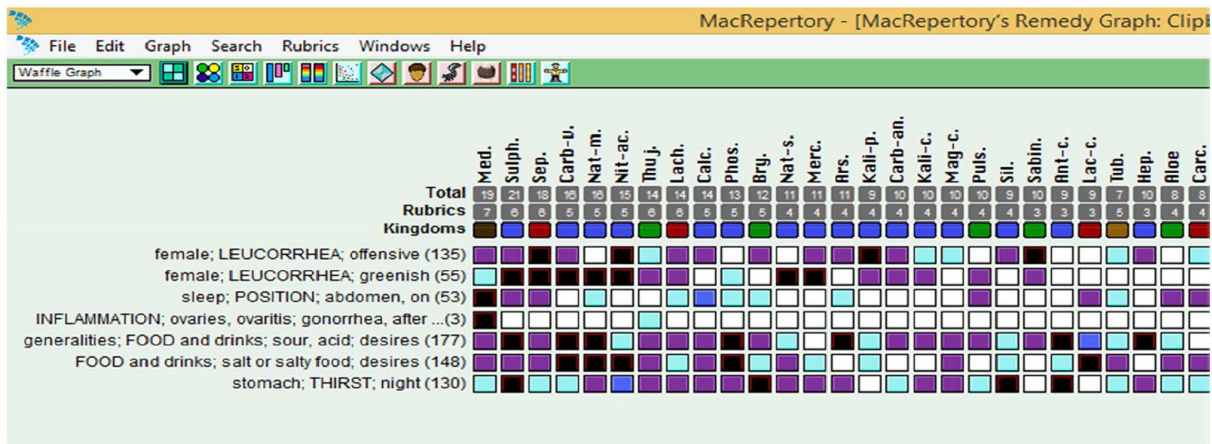 MacRepertory - [MacRepertory's Remedy Graph: Clip
File Edit Graph Search Rubrics Windows Help
Waffle Graph
Med. Sulph. Sep. Carb-v. Nat-m. Nit-ac. Thuj. Lach. Calc. Phos. Bry. Nat-s. Merc. Ars. Kali-p. Carb-an. Kali-c. Mag-c. Puls. Sil. Sabin. Ant-c. Lac-c. Tub. Hep. Aloe Carc.
Total 19 21 18 16 16 15 14 14 14 13 12 11 11 11 9 10 10 10 10 9 10 9 9 7 10 8 8
Rubrics 7 6 6 5 5 5 6 6 5 5 5 4 4 4 4 4 4 4 4 4 3 3 3 5 3 4 4
Kingdoms
female; LEUCORRHEA; offensive (135)
female; LEUCORRHEA; greenish (55)
sleep; POSITION; abdomen, on (53)
INFLAMMATION; ovaries, ovaritis; gonorrhea, after ...(3)
generalities; FOOD and drinks; sour, acid; desires (177)
FOOD and drinks; salt or salty food; desires (148)
stomach; THIRST; night (130)